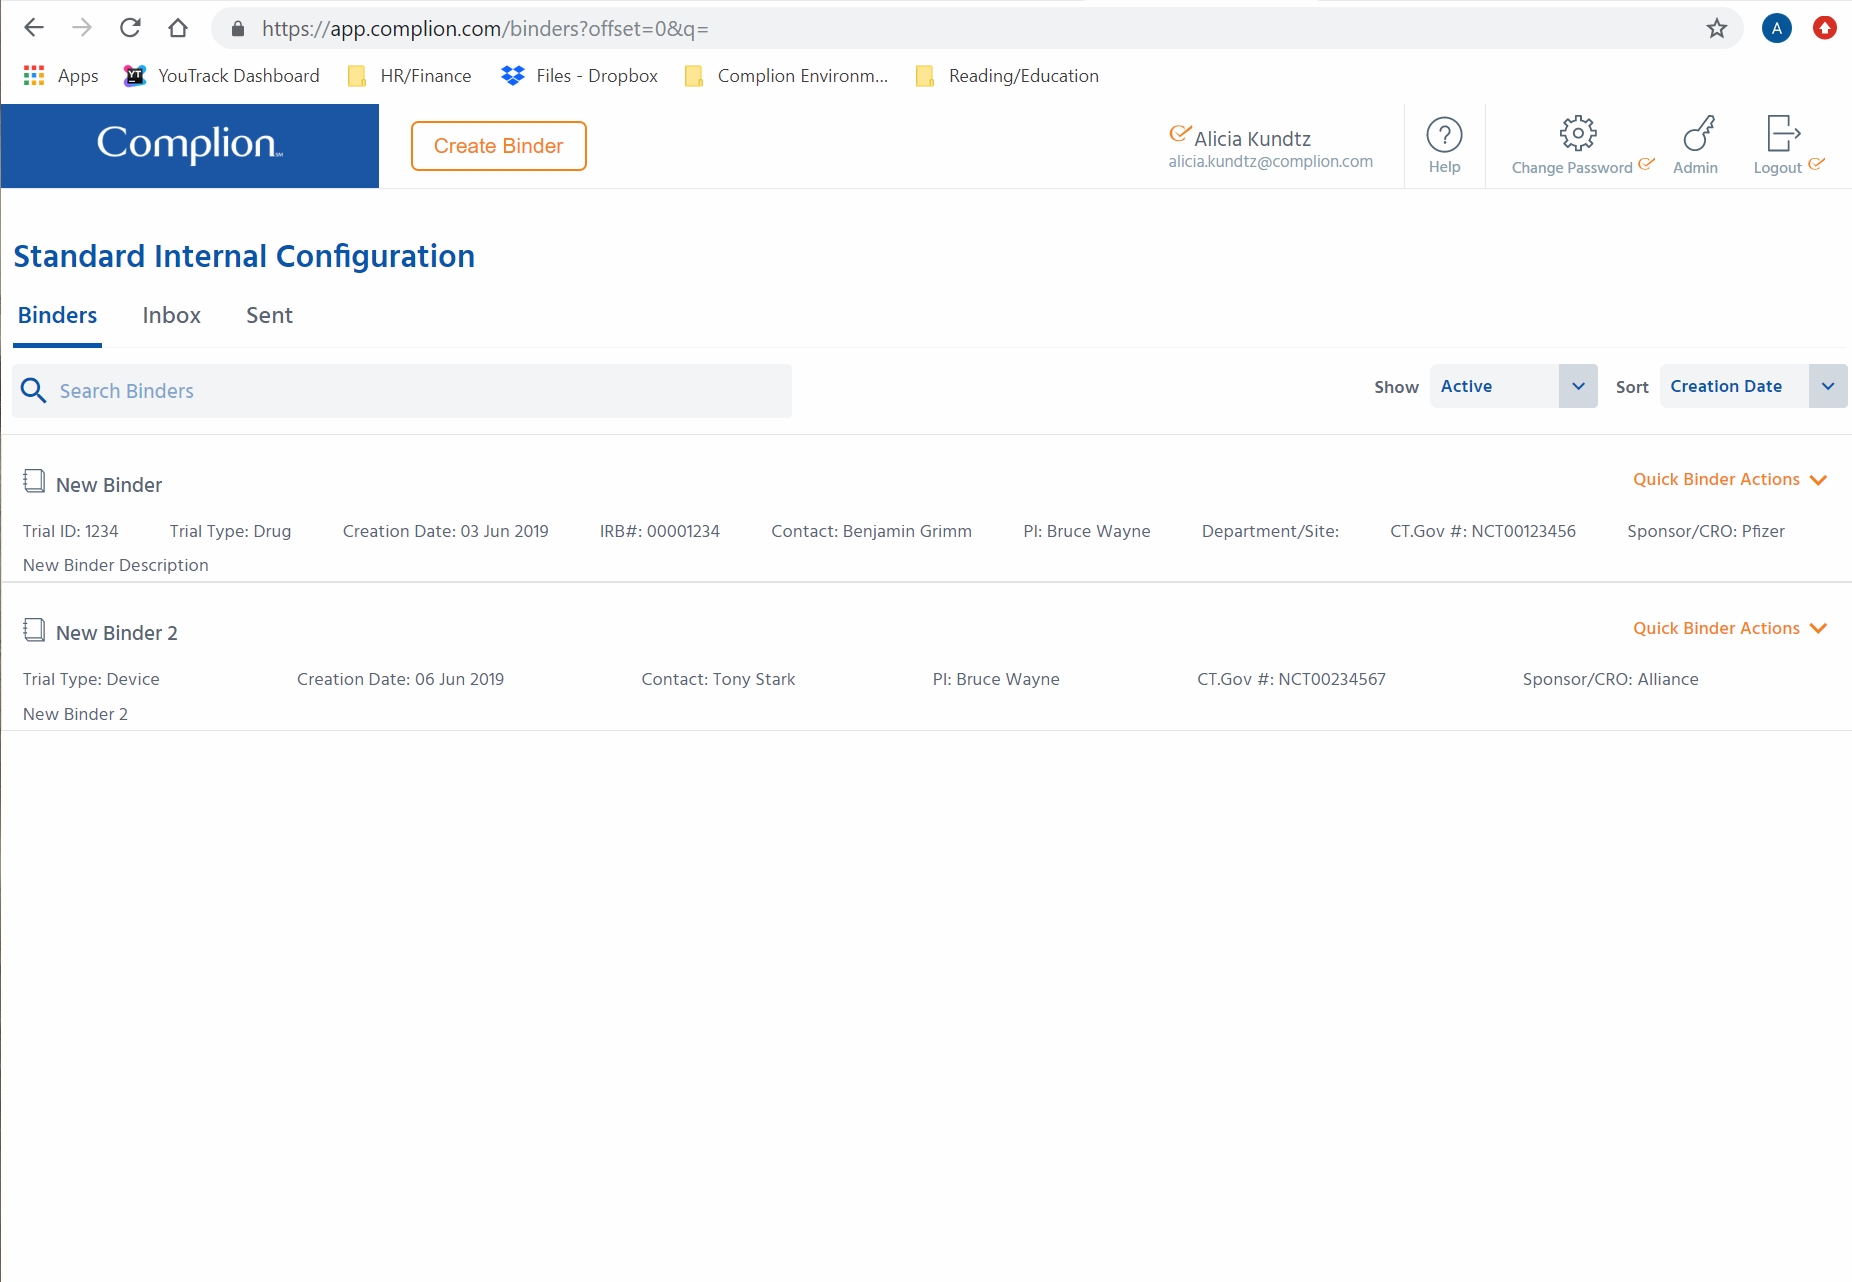 https://app.complion.com/binders?offset=0&q=
A
Apps YouTrack Dashboard HR/Finance Files - Dropbox Complion Environm... Reading/Education
Complion
Create Binder
Alicia Kundtz
alicia.kundtz@complion.com
Help
Change Password
Admin
Logout
Standard Internal Configuration
Binders Inbox Sent
Search Binders
Show Active Sort Creation Date
New Binder Quick Binder Actions
Trial ID: 1234 Trial Type: Drug Creation Date: 03 Jun 2019 IRB#: 00001234 Contact: Benjamin Grimm PI: Bruce Wayne Department/Site: CT.Gov #: NCT00123456 Sponsor/CRO: Pfizer
New Binder Description
New Binder 2 Quick Binder Actions
Trial Type: Device Creation Date: 06 Jun 2019 Contact: Tony Stark PI: Bruce Wayne CT.Gov #: NCT00234567 Sponsor/CRO: Alliance
New Binder 2